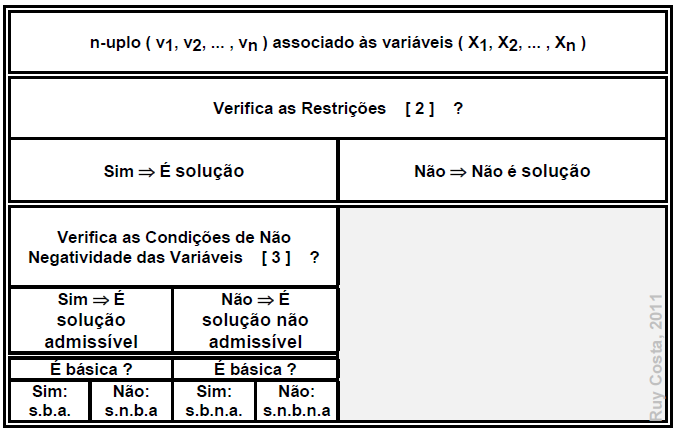 n-uplo ( v1, v2, ... , vn ) associado às variáveis ( X1, X2, ... , Xn )
Verifica as Restrições [ 2 ] ?
Sim ⇒ É solução
Não ⇒ Não é solução
Verifica as Condições de Não
Negatividade das Variáveis [ 3 ] ?
Sim ⇒ É
solução
admissível
Não ⇒ É
solução não
admissível
É básica ?
É básica ?
Sim:
s.b.a.
Não:
s.n.b.a
Sim:
s.b.n.a.
Não:
s.n.b.n.a
Ruy Costa, 2011